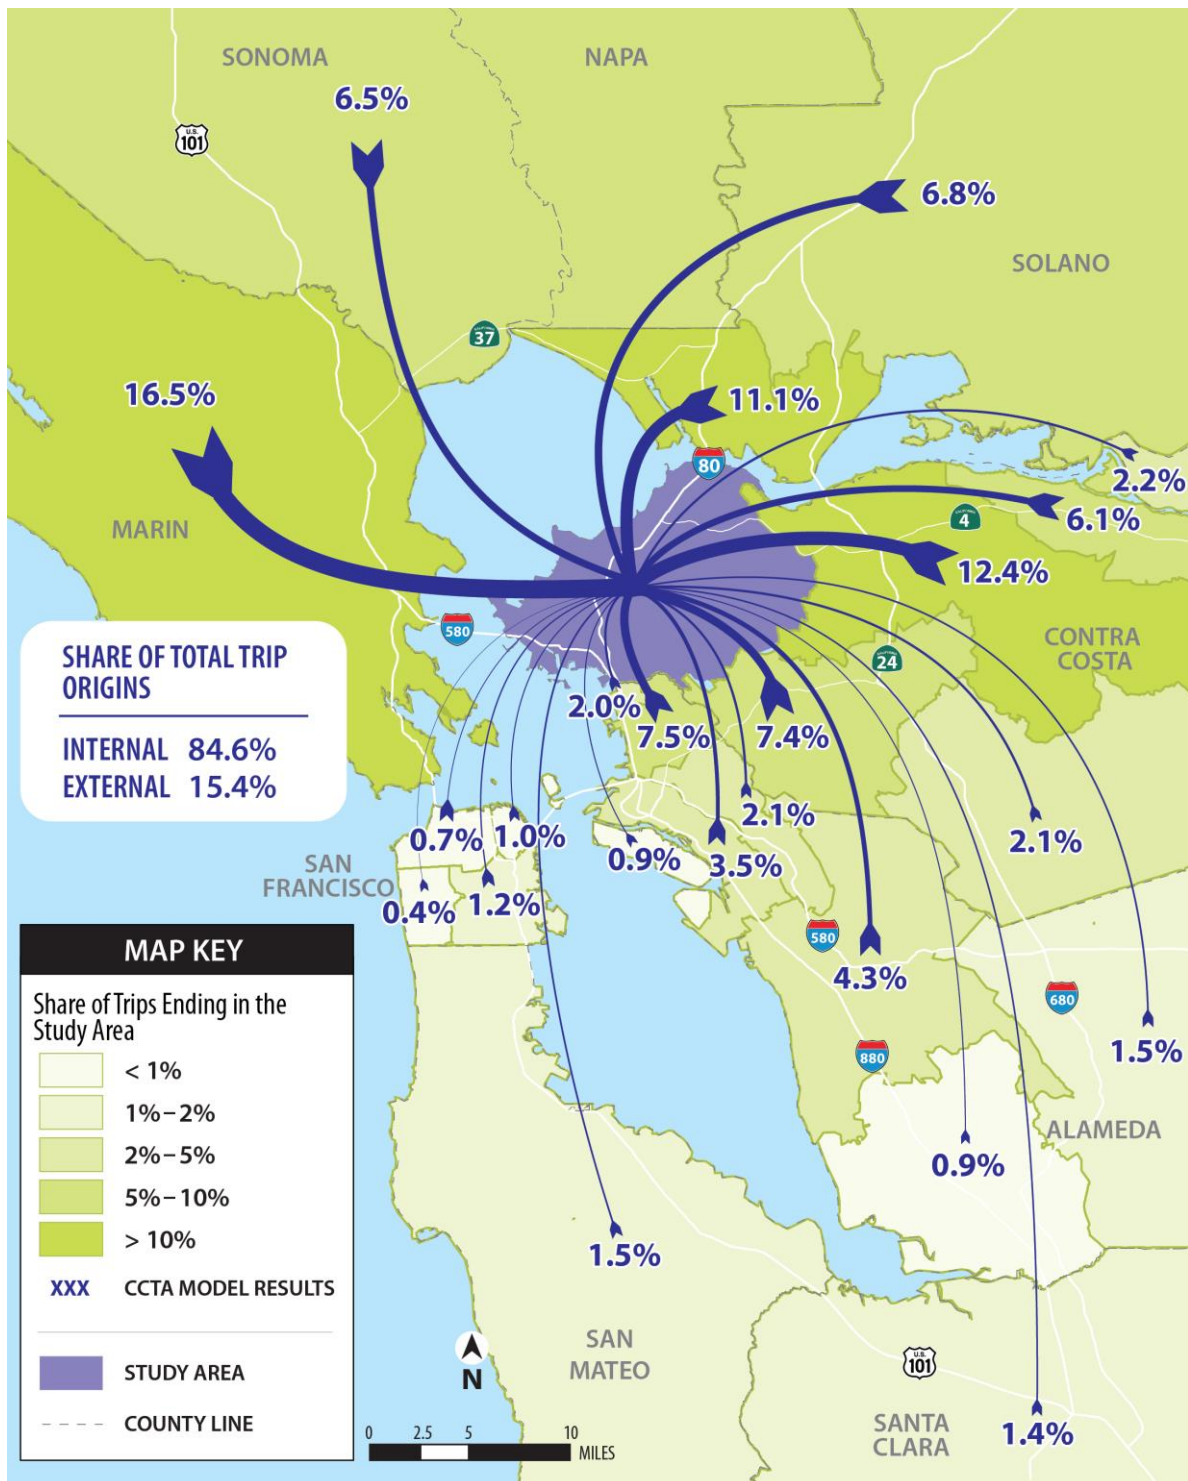 SONOMA
NAPA
6.5%
U.S.
101
6.8%
SOLANO
37
16.5%
11.1%
80
2.2%
MARIN
4
6.1%
12.4%
580
CONTRA
COSTA
24
SHARE OF TOTAL TRIP
ORIGINS
INTERNAL 84.6%
EXTERNAL 15.4%
2.0%
7.5%
7.4%
0.7%
1.0%
0.9%
3.5%
2.1%
2.1%
SAN
FRANCISCO
0.4%
1.2%
580
4.3%
680
880
1.5%
ALAMEDA
0.9%
1.5%
SAN
MATEO
U.S.
101
SANTA
CLARA
1.4%
MAP KEY
Share of Trips Ending in the
Study Area
< 1%
1%–2%
2%–5%
5%–10%
> 10%
XXX CCTA MODEL RESULTS
STUDY AREA
COUNTY LINE
N
0 2.5 5 10
MILES